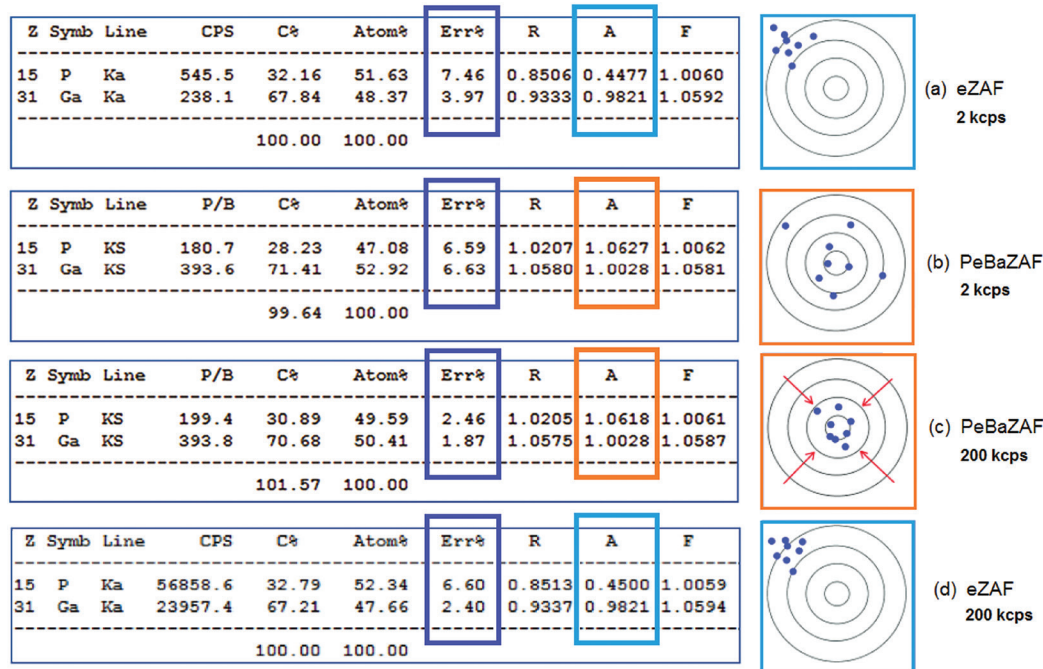 Z Symb Line CPS C% Atom% Err% R A F
15 P Ka 545.5 32.16 51.63 7.46 0.8506 0.4477 1.0060
31 Ga Ka 238.1 67.84 48.37 3.97 0.9333 0.9821 1.0592
100.00 100.00
(a) eZAF
2 kcps
Z Symb Line P/B C% Atom% Err% R A F
15 P KS 180.7 28.23 47.08 6.59 1.0207 1.0627 1.0062
31 Ga KS 393.6 71.41 52.92 6.63 1.0580 1.0028 1.0581
99.64 100.00
(b) PeBaZAF
2 kcps
Z Symb Line P/B C% Atom% Err% R A F
15 P KS 199.4 30.89 49.59 2.46 1.0205 1.0618 1.0061
31 Ga KS 393.8 70.68 50.41 1.87 1.0575 1.0028 1.0587
101.57 100.00
(c) PeBaZAF
200 kcps
Z Symb Line CPS C% Atom% Err% R A F
15 P Ka 56858.6 32.79 52.34 6.60 0.8513 0.4500 1.0059
31 Ga Ka 23957.4 67.21 47.66 2.40 0.9337 0.9821 1.0594
100.00 100.00
(d) eZAF
200 kcps